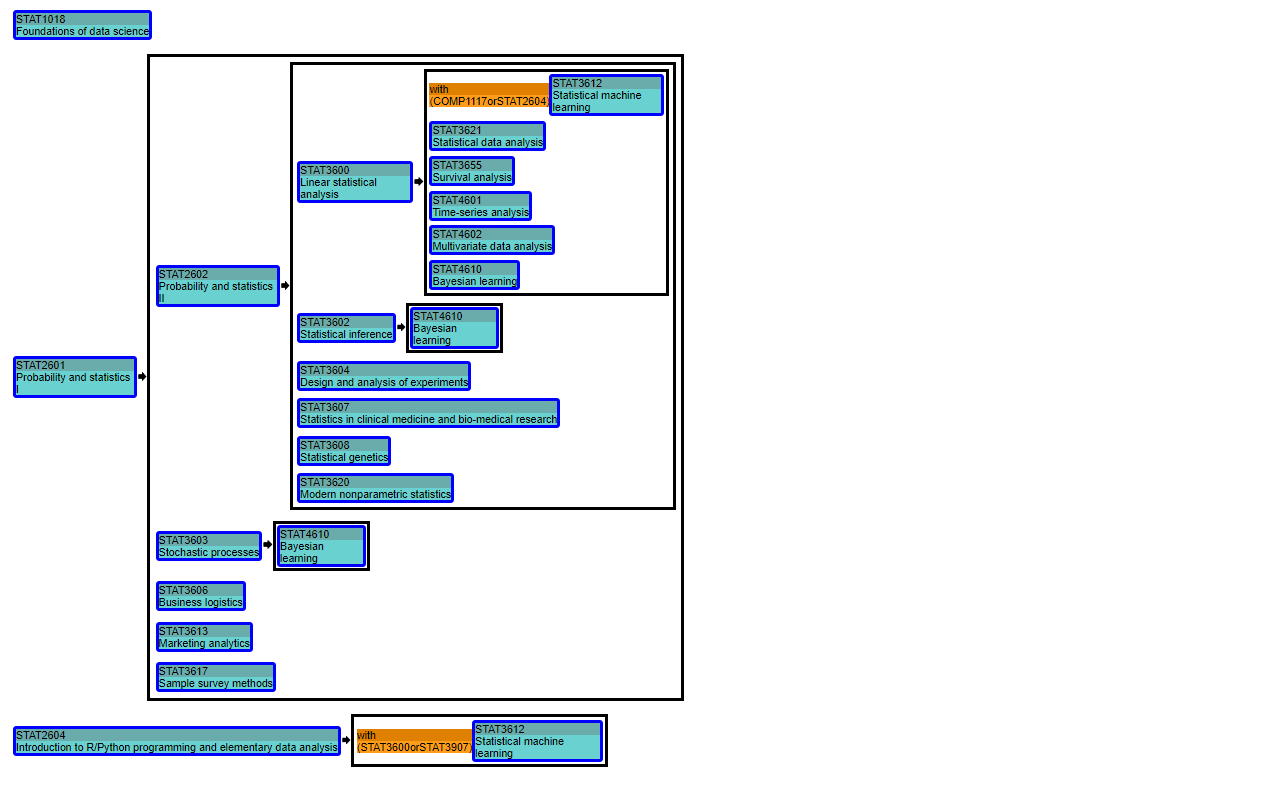 STAT1018
Foundations of data science
with
(COMP1117orSTAT2604)
STAT3612
Statistical machine
learning
STAT3621
Statistical data analysis
STAT3600
Linear statistical
analysis
STAT3655
Survival analysis
STAT4601
Time-series analysis
STAT4602
Multivariate data analysis
STAT4610
Bayesian learning
STAT2602
Probability and statistics
II
STAT3602
Statistical inference
STAT4610
Bayesian
learning
STAT2601
Probability and statistics
I
STAT3604
Design and analysis of experiments
STAT3607
Statistics in clinical medicine and bio-medical research
STAT3608
Statistical genetics
STAT3620
Modern nonparametric statistics
STAT3603
Stochastic processes
STAT4610
Bayesian
learning
STAT3606
Business logistics
STAT3613
Marketing analytics
STAT3617
Sample survey methods
STAT2604
Introduction to R/Python programming and elementary data analysis
with
(STAT3600orSTAT3907)
STAT3612
Statistical machine
learning